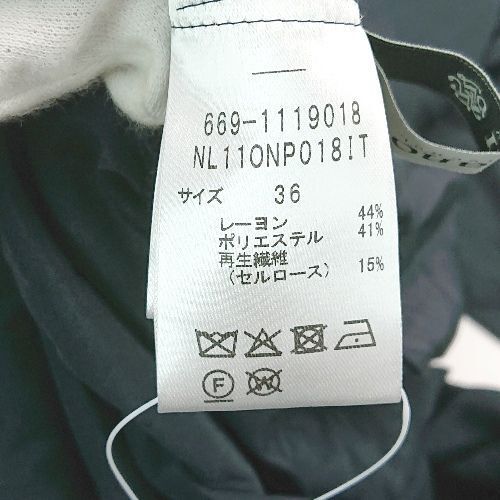 669-1119018
NL11ONP018IT
サイズ 36
レーヨン 44%
ポリエステル 41%
再生繊維
(セルロース) 15%
F
W